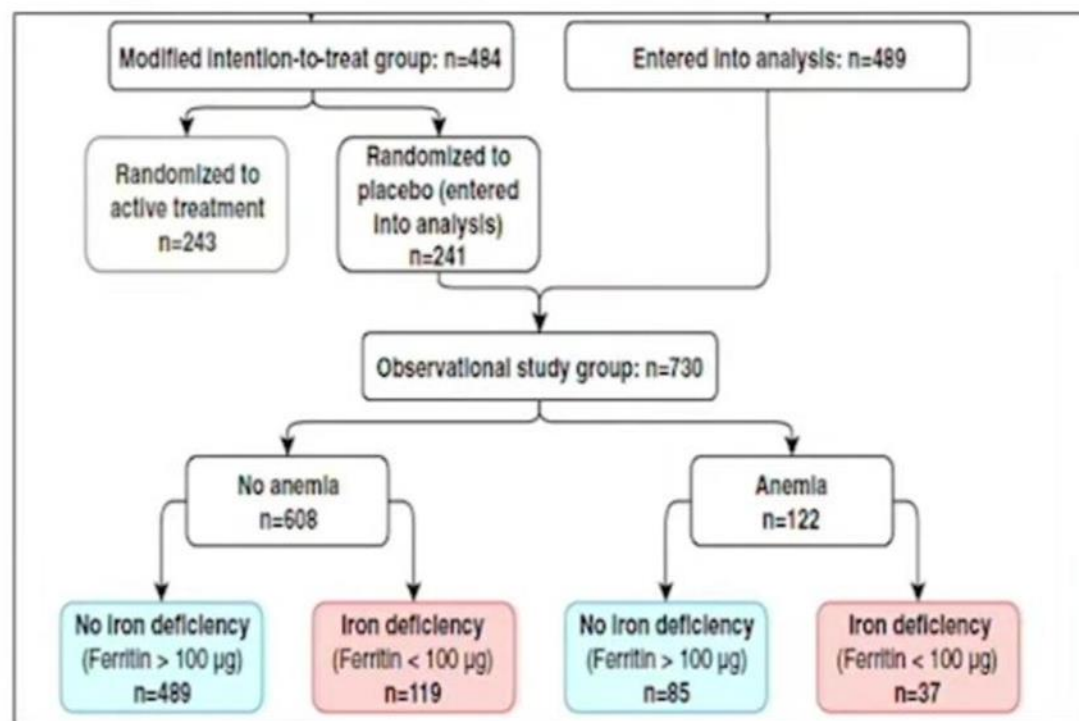 Modified intention-to-treat group: n=484
Entered into analysis: n=489
Randomized to
active treatment
n=243
Randomized to
placebo (entered
into analysis)
n=241
Observational study group: n=730
No anemia
n=608
Anemia
n=122
No iron deficiency
(Ferritin > 100 µg)
n=489
Iron deficiency
(Ferritin < 100 µg)
n=119
No iron deficiency
(Ferritin > 100 µg)
n=85
Iron deficiency
(Ferritin < 100 µg)
n=37